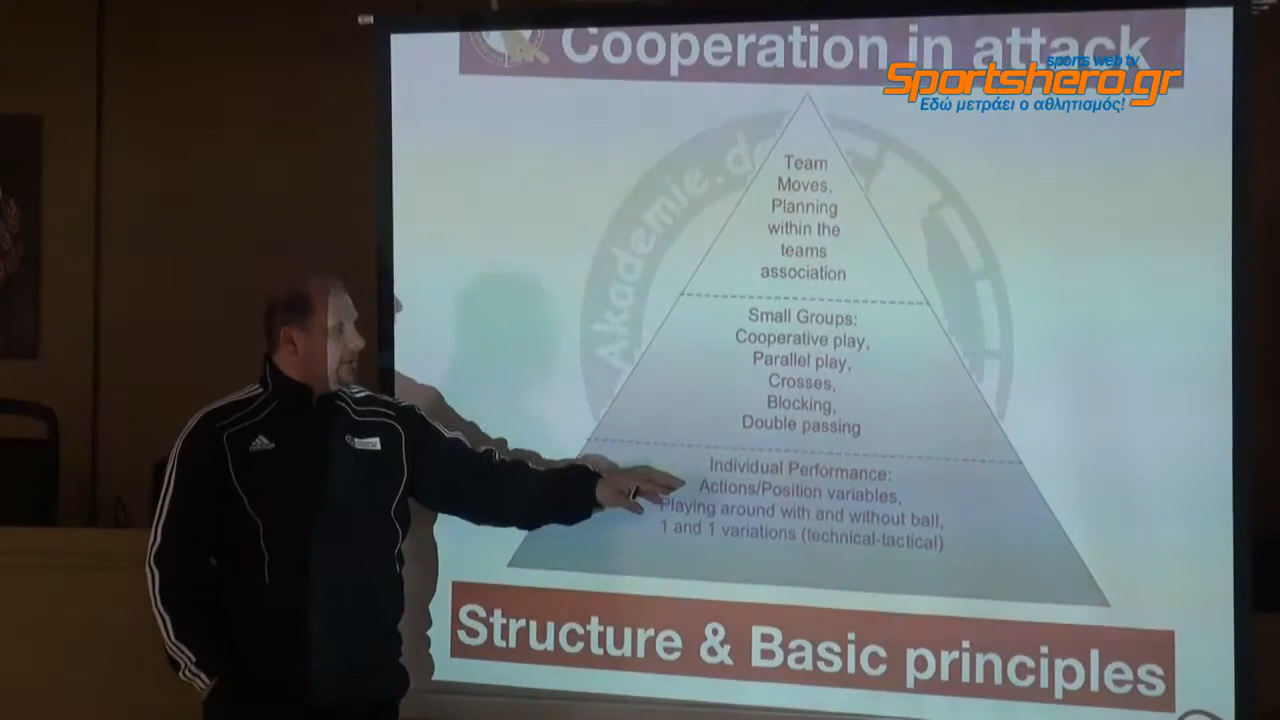 Cooperation in attack
sports web tv
Sportshero.gr
Εδώ μετράει ο αθλητισμός!
Akademie.d
Team
Moves,
Planning
within the
teams
association
Small Groups:
Cooperative play,
Parallel play,
Crosses,
Blocking,
Double passing
Individual Performance:
Actions/Position variables,
Playing around with and without ball,
1 and 1 variations (technical-tactical)
Structure & Basic principles
adidas